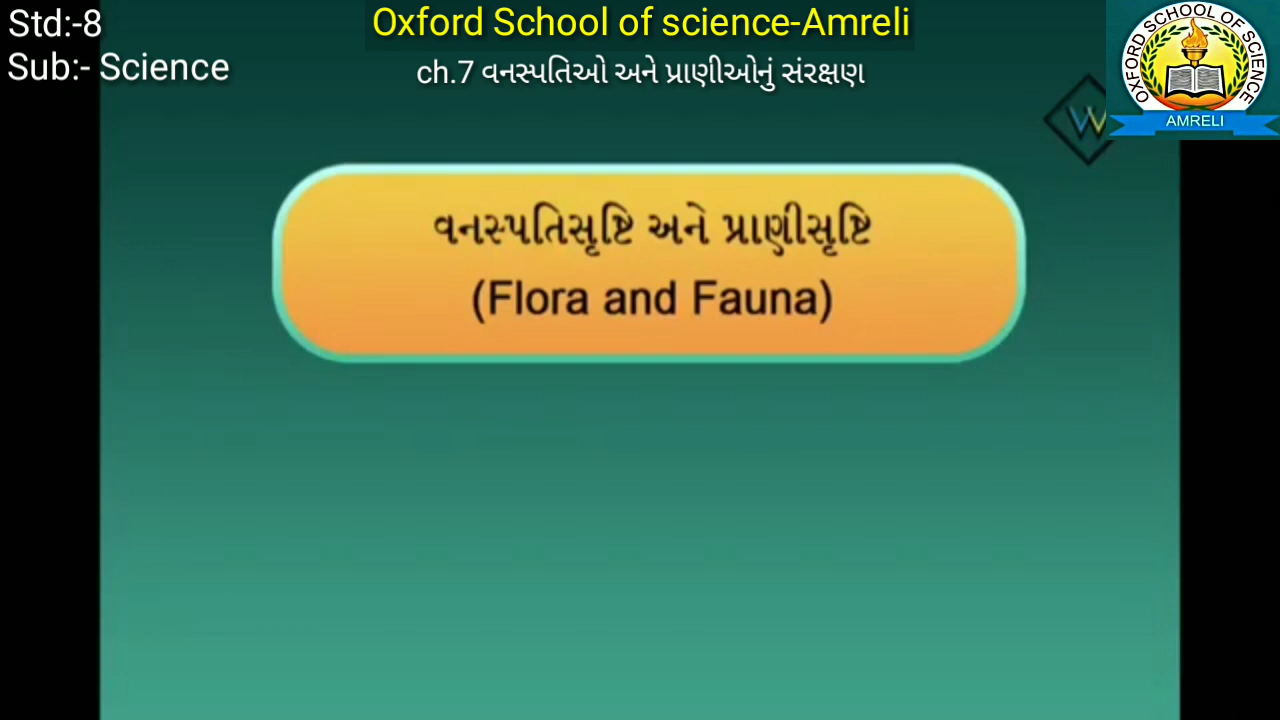 Std:-8
Sub:- Science
Oxford School of science-Amreli
ch.7 વનસ્પતિઓ અને પ્રાણીઓનું સંરક્ષણ
OXFORD SCHOOL OF SCIENCE
AMRELI
W
વનસ્પતિસૃષ્ટિ અને પ્રાણીસૃષ્ટિ
(Flora and Fauna)